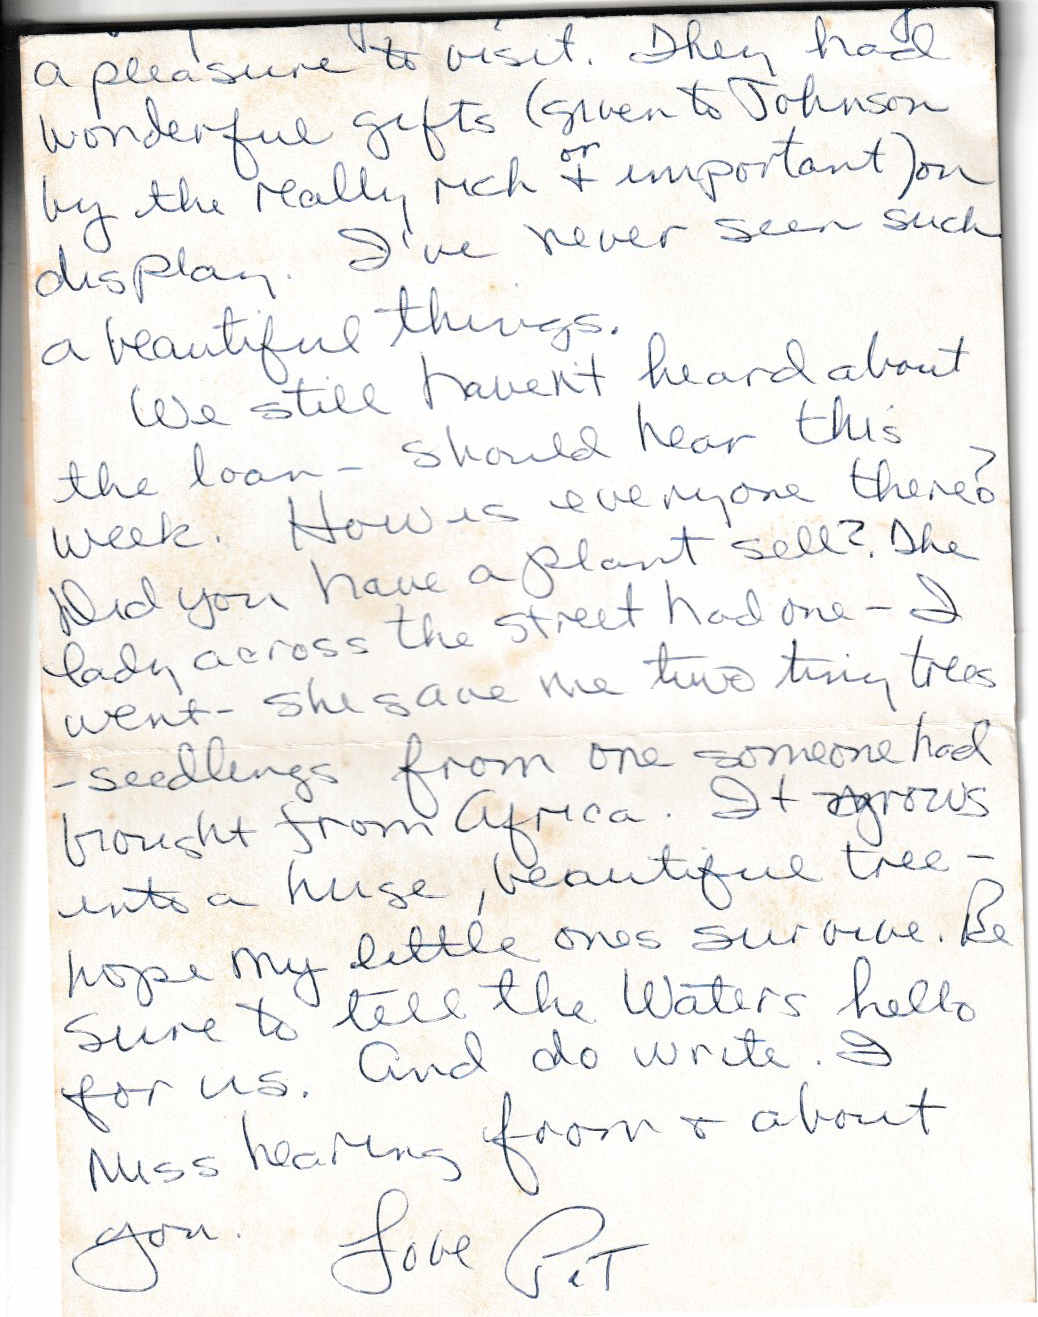 a pleasure to visit. They had
wonderful gifts (given to Johnson
by the really rich or + important) on
display. I've never seen such
a beautiful things.
We still haven't heard about
the loan - should hear this
week. How is everyone there?
Did you have a plant sell?. The
lady across the street had one - I
went - she gave me two tiny trees
- seedlings from one someone had
brought from Africa. It grows
into a huge, beautiful tree -
hope my little ones survive. Be
sure to tell the Waters hello
for us. And do write. I
Miss hearing from + about
you. Love Pat